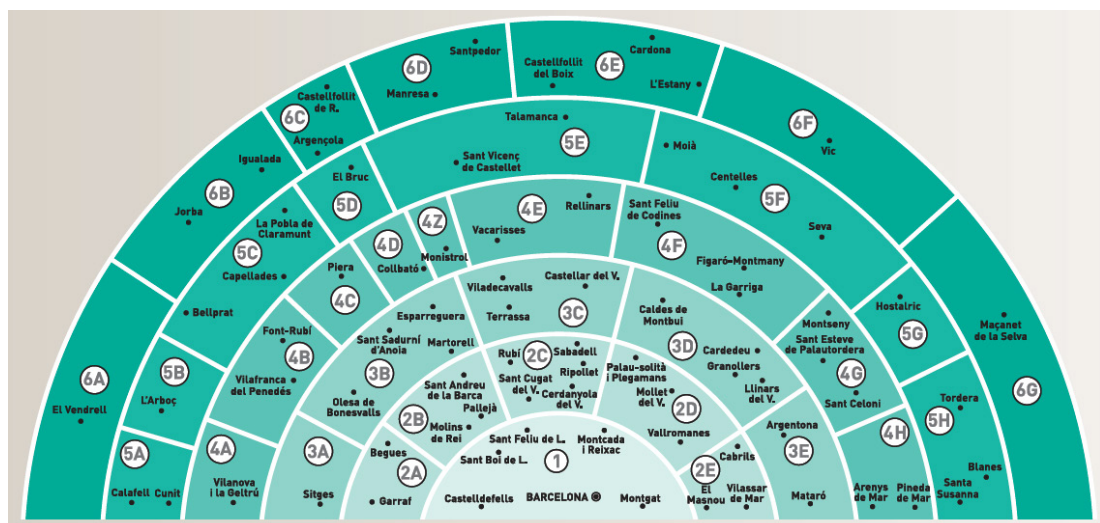 6D
Santpedor
Manresa
6E
Castellfollit
del Boix
Cardona
L'Estany
6C
Castellfollit
de R.
Argençola
6F
Vic
6B
Igualada
Jorba
5E
Talamanca
Sant Vicenç
de Castellet
Moià
Centelles
5F
Seva
5D
El Bruc
5C
La Pobla de
Claramunt
Capellades
Bellprat
4Z
Monistrol
4D
Collbató
4E
Rellinars
Vacarisses
Sant Feliu
de Codines
4F
Figaró-Montmany
La Garriga
4C
Piera
3C
Viladecavalls
Castellar del V.
Terrassa
Caldes de
Montbui
3D
Cardedeu
Granollers
Llinars
del V.
Esparreguera
Sant Sadurní
d'Anoia
Martorell
3B
Olesa de
Bonesvalls
4B
Font-Rubí
Vilafranca
del Penedés
5B
L'Arboç
6A
El Vendrell
5A
Calafell
Cunit
4A
Vilanova
i la Geltrú
3A
Sitges
2C
Rubí
Sabadell
Ripollet
Sant Cugat
del V.
Cerdanyola
del V.
Palau-solità
i Plegamans
Mollet
del V.
2D
Vallromanes
2B
Sant Andreu
de la Barca
Pallejà
Molins
de Rei
2A
Begues
Garraf
1
Sant Feliu de L.
Montcada
i Reixac
Sant Boi de L.
Castelldefells
BARCELONA
Montgat
2E
Cabrils
El
Masnou
Vilassar
de Mar
3E
Argentona
Mataró
4G
Montseny
Sant Esteve
de Palautordera
Sant Celoni
5G
Hostalric
4H
Arenys
de Mar
Pineda
de Mar
5H
Tordera
Blanes
Santa
Susanna
6G
Maçanet
de la Selva